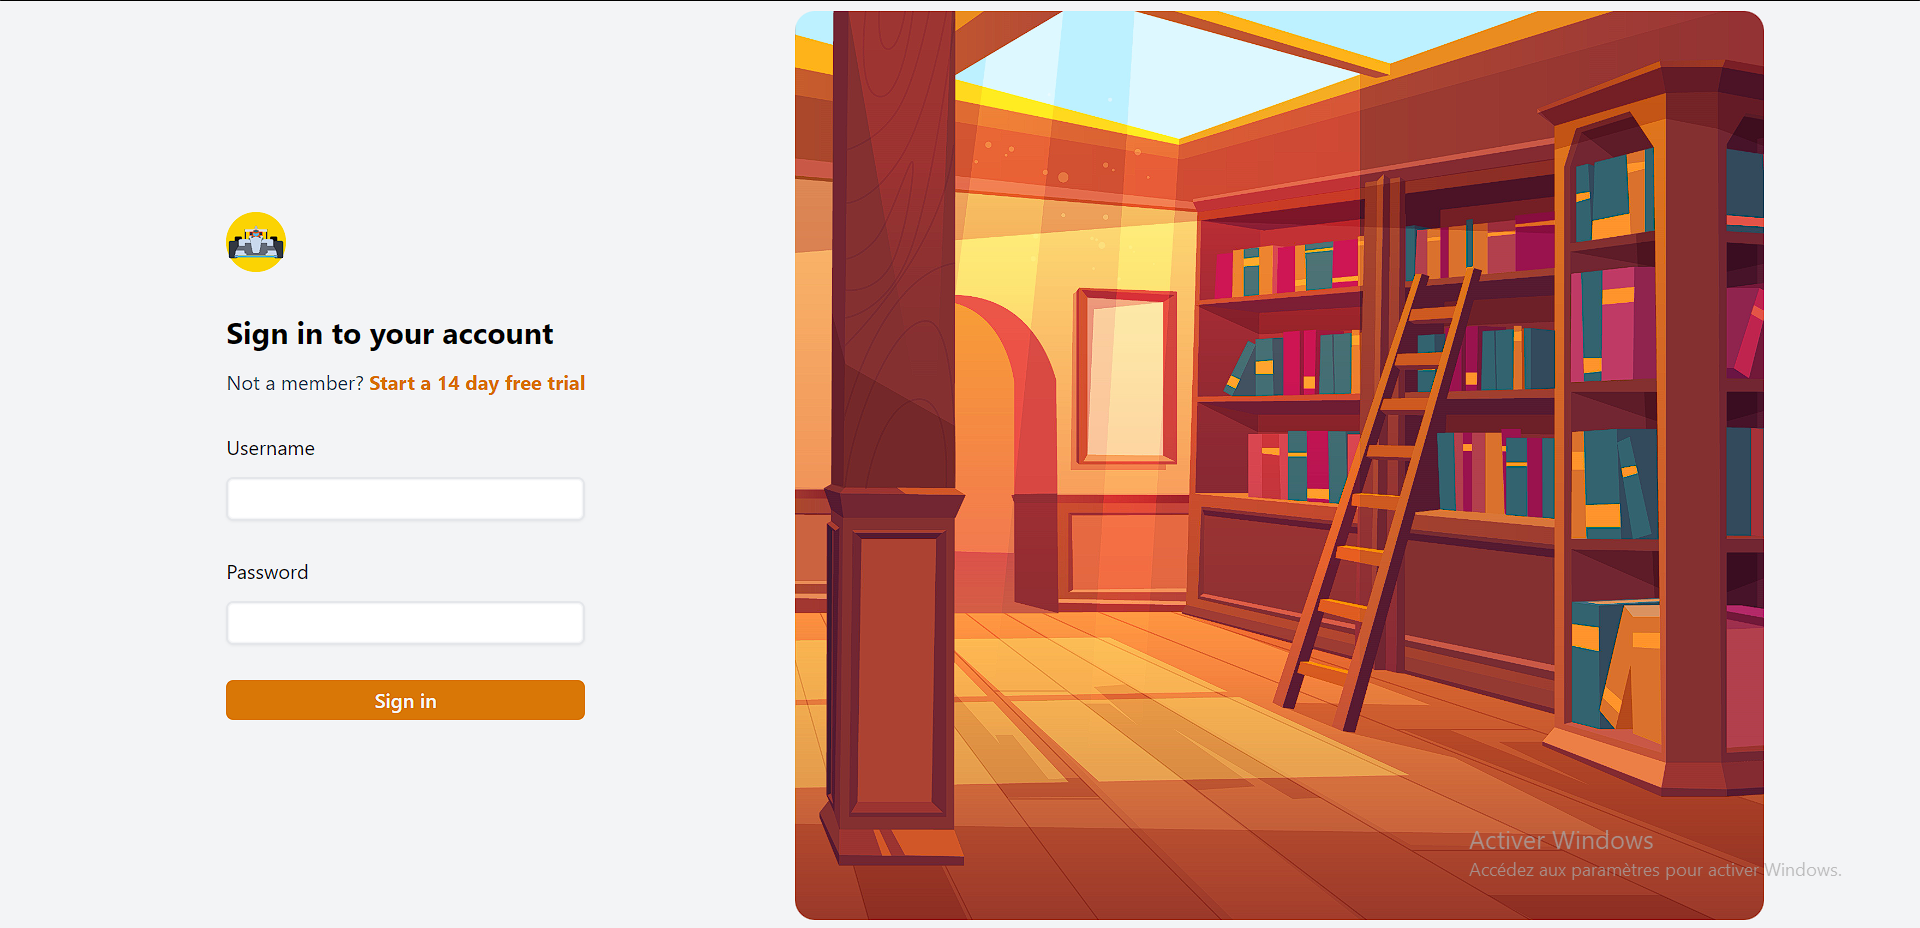 Sign in to your account
Not a member? Start a 14 day free trial
Username
Password
Sign in
Activer Windows
Accédez aux paramètres pour activer Windows.